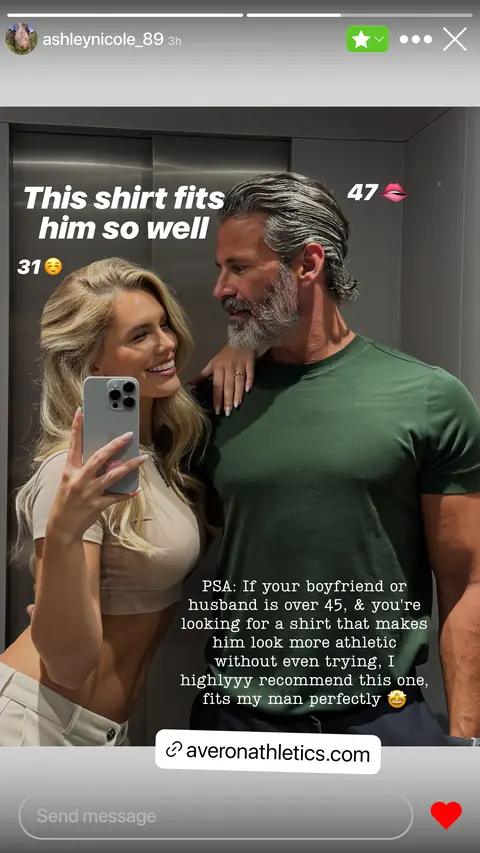 ashleynicole_89 3h
This shirt fits
him so well
47🫦
31☺️
PSA: If your boyfriend or
husband is over 45, & you're
looking for a shirt that makes
him look more athletic
without even trying, I
highlyyy recommend this one,
fits my man perfectly 🤩
averonathletics.com
Send message